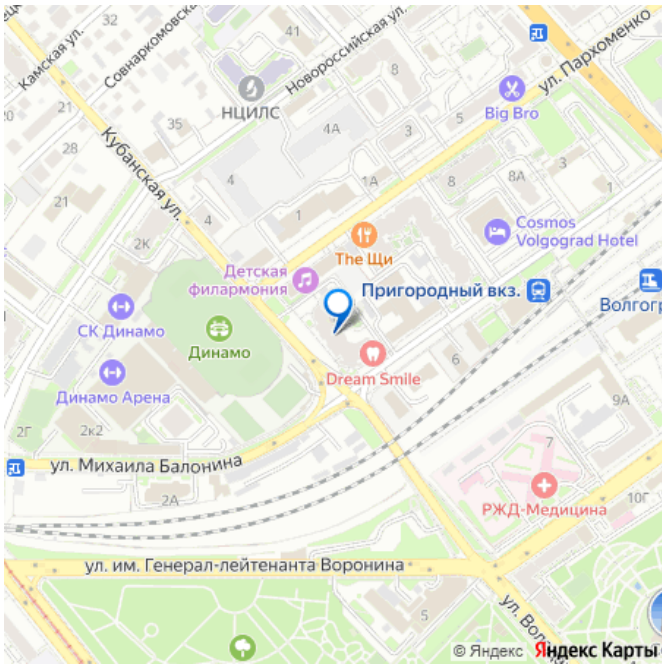 Камская ул.
Совнаркомовская
41
Новороссийская ул.
ул. Пархоменко
21
20
НЦИЛС
8
Big Bro
35
4А
3
5
28
Кубанская ул.
4
1А
8
8А
3
1
4
1
2К
The Щи
Cosmos
Volgograd Hotel
Детская
филармония
Пригородный вкз.
Волгогр
СК Динамо
Динамо
6
Dream Smile
Динамо Арена
9А
2Г
2к2
7
ул. Михаила Балонина
2А
РЖД-Медицина
10Г
ул. им. Генерал-лейтенанта Воронина
5
ул. Воло
© Яндекс Яндекс Карты